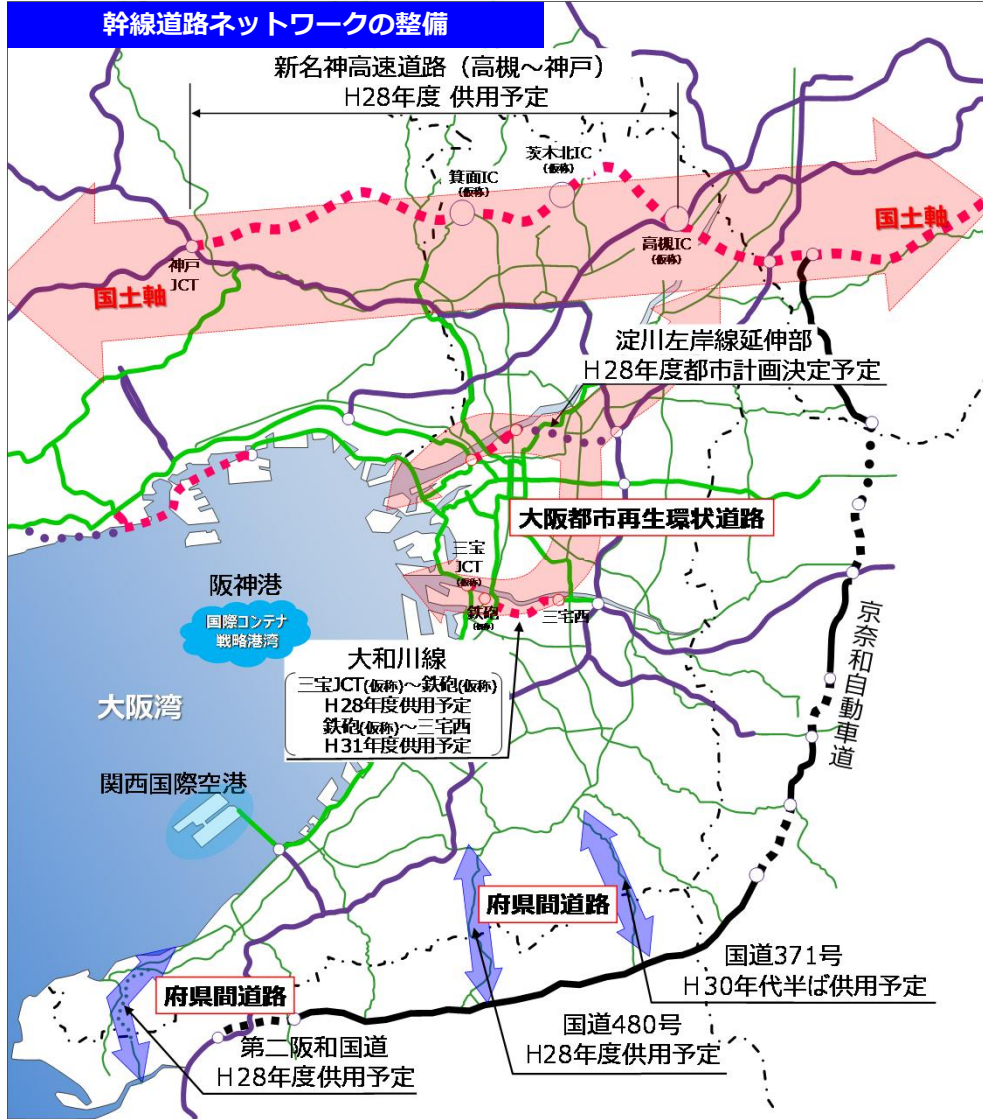 幹線道路ネットワークの整備
新名神高速道路（高槻～神戸）
H28年度 供用予定
茨木北IC
(仮称)
箕面IC
(仮称)
高槻IC
(仮称)
国土軸
神戸
JCT
国土軸
淀川左岸線延伸部
H28年度都市計画決定予定
大阪都市再生環状道路
三宝
JCT
(仮称)
鉄砲
(仮称)
三宅西
阪神港
国際コンテナ
戦略港湾
大和川線
三宝JCT(仮称)～鉄砲(仮称)
H28年度供用予定
鉄砲(仮称)～三宅西
H31年度供用予定
京奈和自動車道
大阪湾
関西国際空港
府県間道路
国道371号
H30年代半ば供用予定
府県間道路
国道480号
H28年度供用予定
第二阪和国道
H28年度供用予定